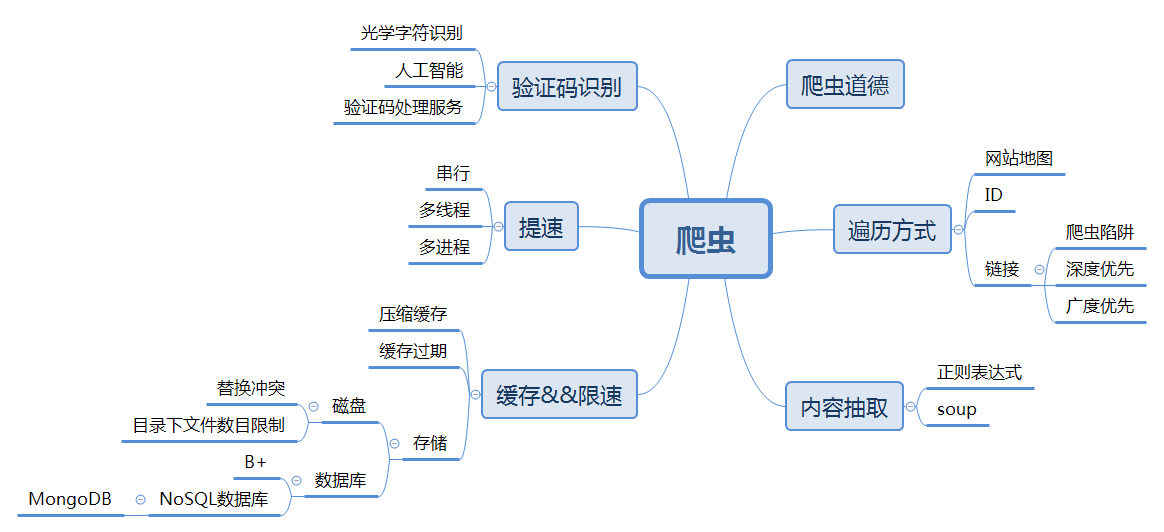 爬虫
爬虫道德
遍历方式
网站地图
ID
链接
爬虫陷阱
深度优先
广度优先
内容抽取
正则表达式
soup
验证码识别
光学字符识别
人工智能
验证码处理服务
提速
串行
多线程
多进程
缓存&&限速
压缩缓存
缓存过期
存储
磁盘
替换冲突
目录下文件数目限制
数据库
B+
NoSQL数据库
MongoDB